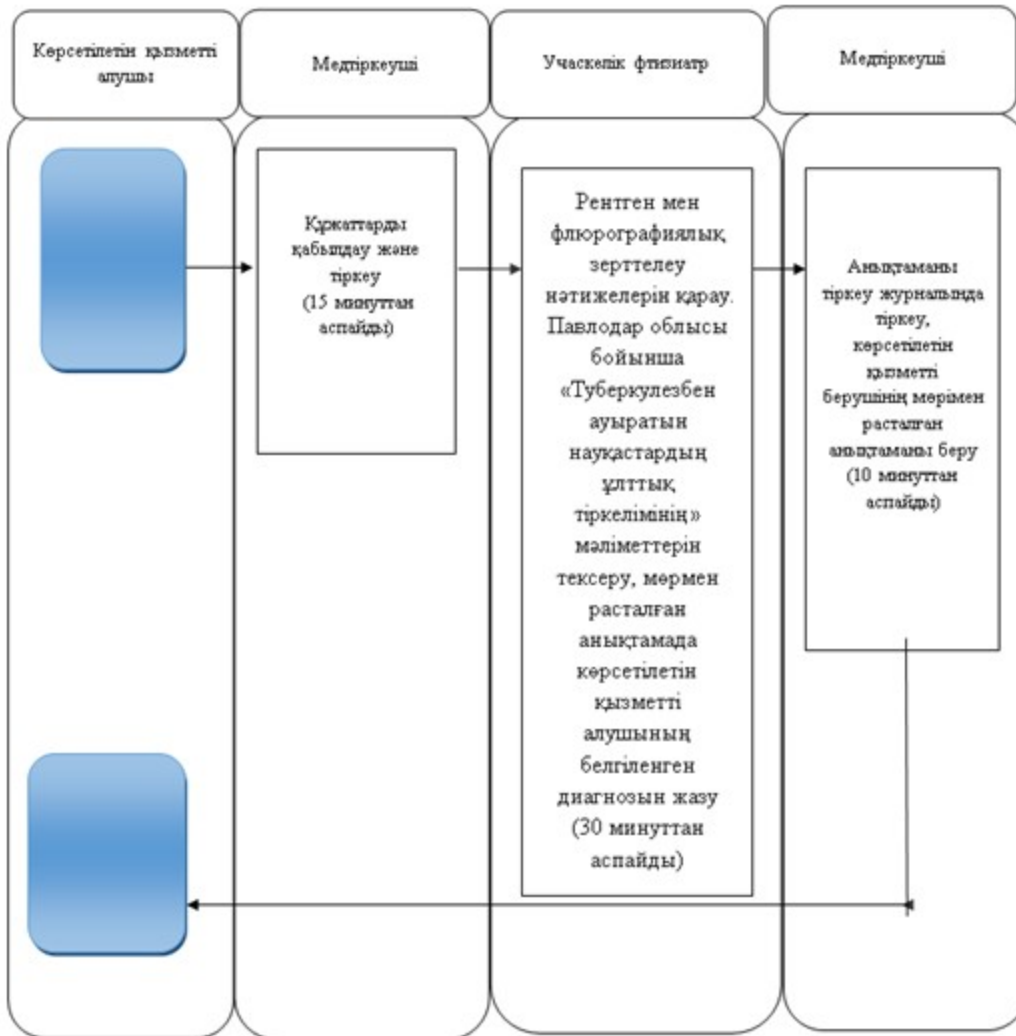 Көрсетілетін қызметті
алушы
Медтіркеуші
Учаскелік фтизиатр
Медтіркеуші
Құжаттарды
қабылдау және
тіркеу
(15 минуттан
аспайды)
Рентген мен
флюрографиялық
зерттелеу
нәтижелерін қарау.
Павлодар облысы
бойынша
«Туберкулезбен
ауыратын
науқастардың
ұлттық
тіркелімінің»
мәліметтерін
тексеру, мөрмен
расталған
анықтамада
көрсетілетін
қызметті
алушының
белгіленген
диагнозын жазу
(30 минуттан
аспайды)
Анықтаманы
тіркеу журналында
тіркеу,
көрсетілетін
қызметті
берушінің мөрімен
расталған
анықтаманы беру
(10 минуттан
аспайды)